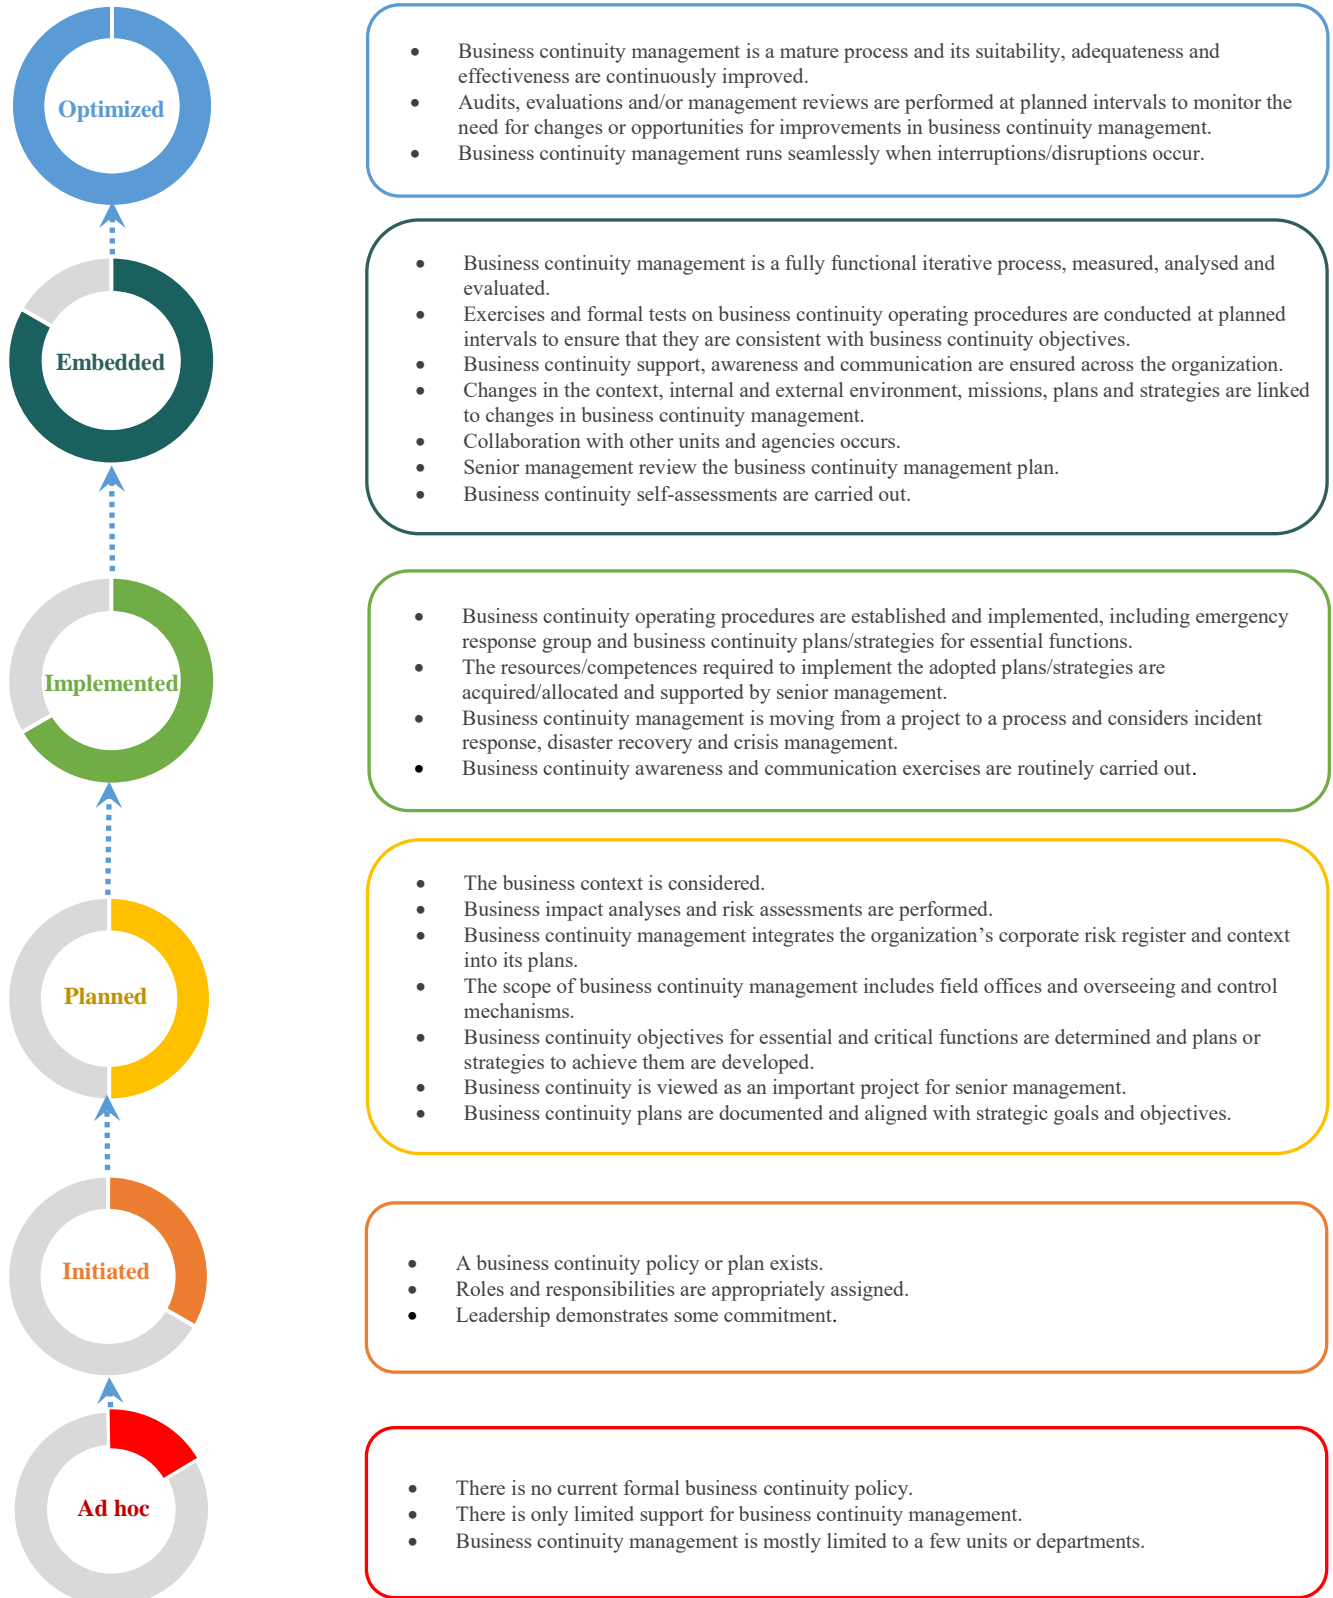 Optimized
• Business continuity management is a mature process and its suitability, adequateness and
effectiveness are continuously improved.
• Audits, evaluations and/or management reviews are performed at planned intervals to monitor the
need for changes or opportunities for improvements in business continuity management.
• Business continuity management runs seamlessly when interruptions/disruptions occur.
Embedded
• Business continuity management is a fully functional iterative process, measured, analysed and
evaluated.
• Exercises and formal tests on business continuity operating procedures are conducted at planned
intervals to ensure that they are consistent with business continuity objectives.
• Business continuity support, awareness and communication are ensured across the organization.
• Changes in the context, internal and external environment, missions, plans and strategies are linked
to changes in business continuity management.
• Collaboration with other units and agencies occurs.
• Senior management review the business continuity management plan.
• Business continuity self-assessments are carried out.
Implemented
• Business continuity operating procedures are established and implemented, including emergency
response group and business continuity plans/strategies for essential functions.
• The resources/competences required to implement the adopted plans/strategies are
acquired/allocated and supported by senior management.
• Business continuity management is moving from a project to a process and considers incident
response, disaster recovery and crisis management.
• Business continuity awareness and communication exercises are routinely carried out.
Planned
• The business context is considered.
• Business impact analyses and risk assessments are performed.
• Business continuity management integrates the organization’s corporate risk register and context
into its plans.
• The scope of business continuity management includes field offices and overseeing and control
mechanisms.
• Business continuity objectives for essential and critical functions are determined and plans or
strategies to achieve them are developed.
• Business continuity is viewed as an important project for senior management.
• Business continuity plans are documented and aligned with strategic goals and objectives.
Initiated
• A business continuity policy or plan exists.
• Roles and responsibilities are appropriately assigned.
• Leadership demonstrates some commitment.
Ad hoc
• There is no current formal business continuity policy.
• There is only limited support for business continuity management.
• Business continuity management is mostly limited to a few units or departments.